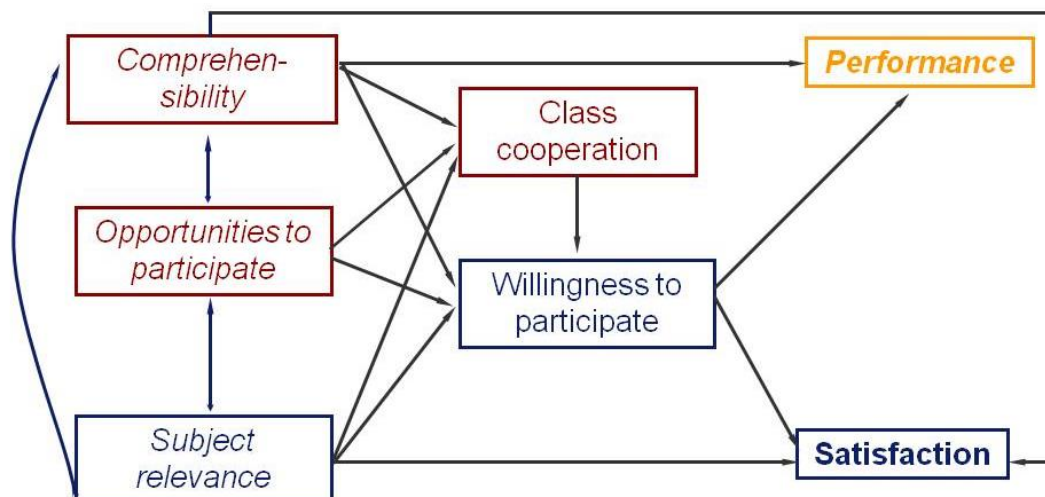 Comprehen-
sibility
Performance
Class
cooperation
Opportunities to
participate
Willingness to
participate
Subject
relevance
Satisfaction